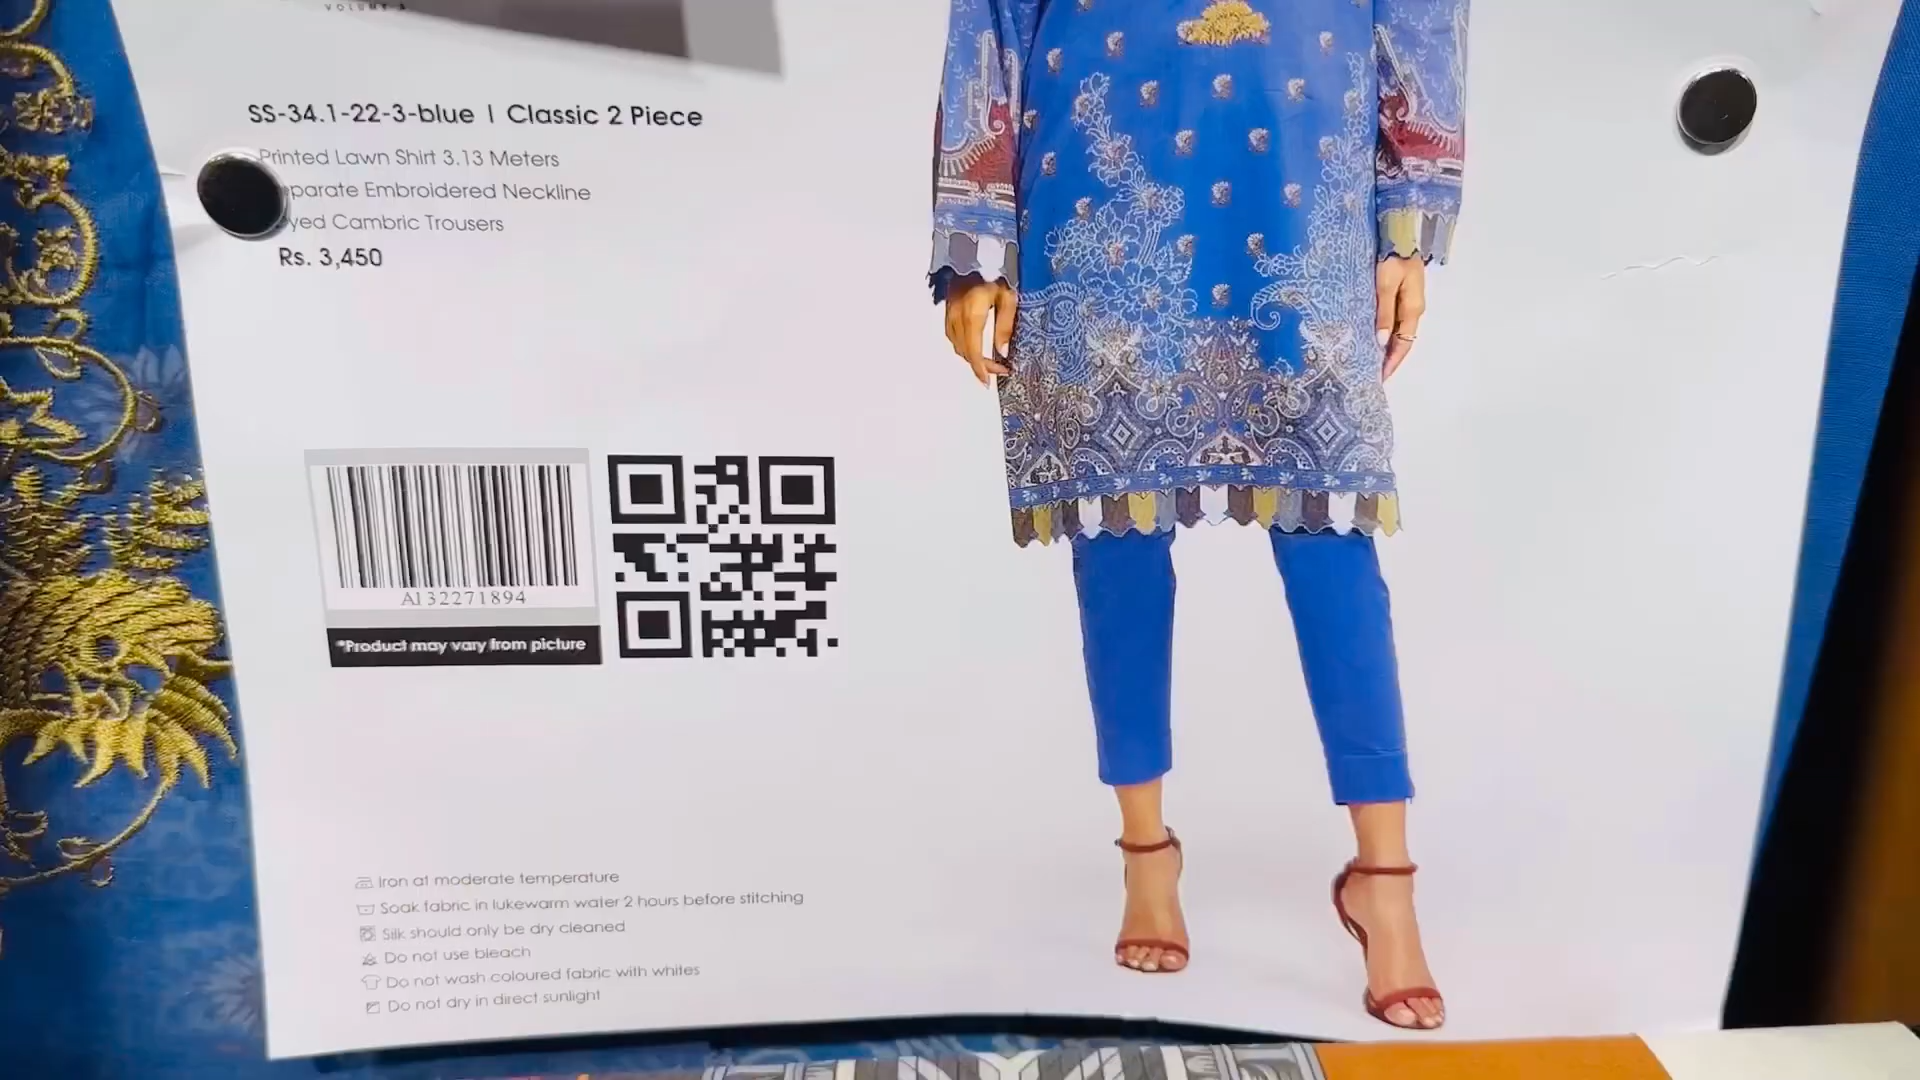 VOLUME
SS-34.1-22-3-blue | Classic 2 Piece
Printed Lawn Shirt 3.13 Meters
Embroidered Neckline
Cambric Trousers
Rs. 3,450
A132271894
*Product may vary from picture
Iron at moderate temperature
Soak fabric in lukewarm water 2 hours before stitching
Silk should only be dry cleaned
Do not use bleach
Do not wash coloured fabric with whites
Do not dry in direct sunlight